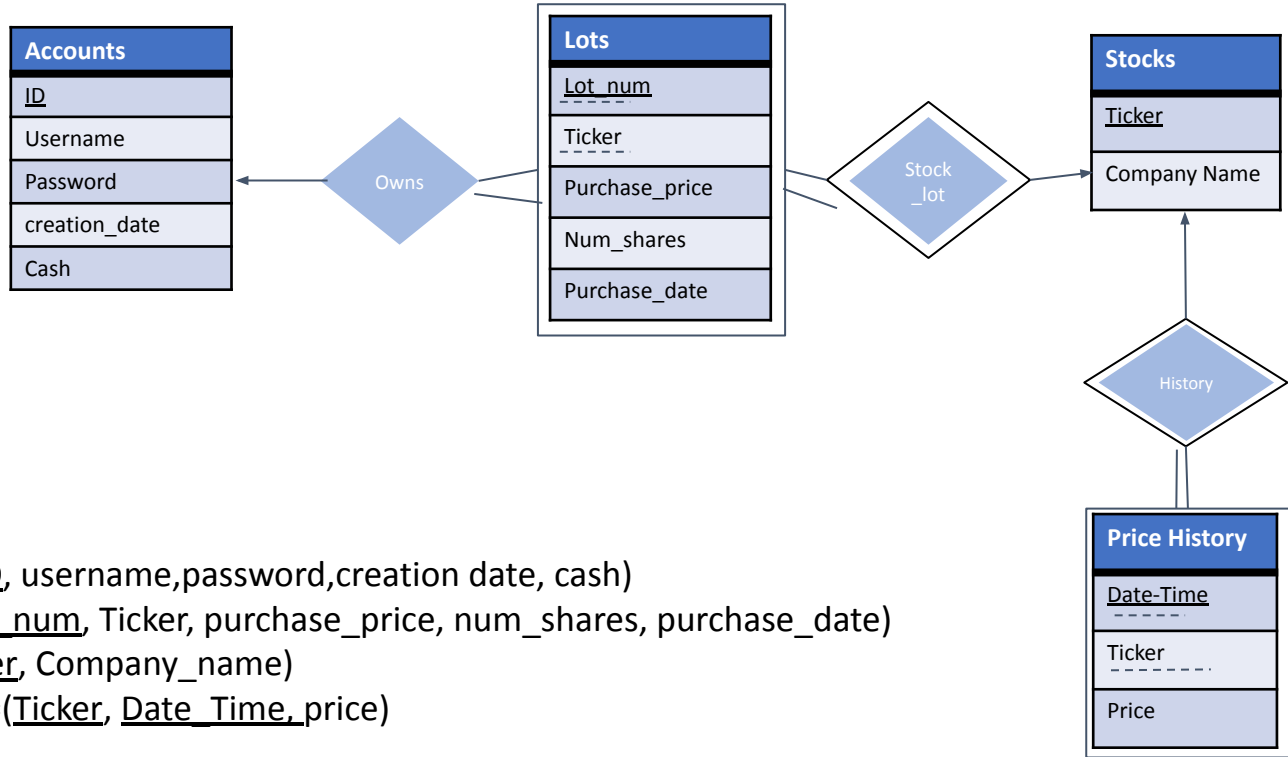 Accounts
ID
Username
Password
creation_date
Cash
Owns
Lots
Lot_num
Ticker
Purchase_price
Num_shares
Purchase_date
Stock
_lot
Stocks
Ticker
Company Name
History
Price History
Date-Time
Ticker
Price
, username,password,creation date, cash)
_num, Ticker, purchase_price, num_shares, purchase_date)
er, Company_name)
(Ticker, Date_Time, price)